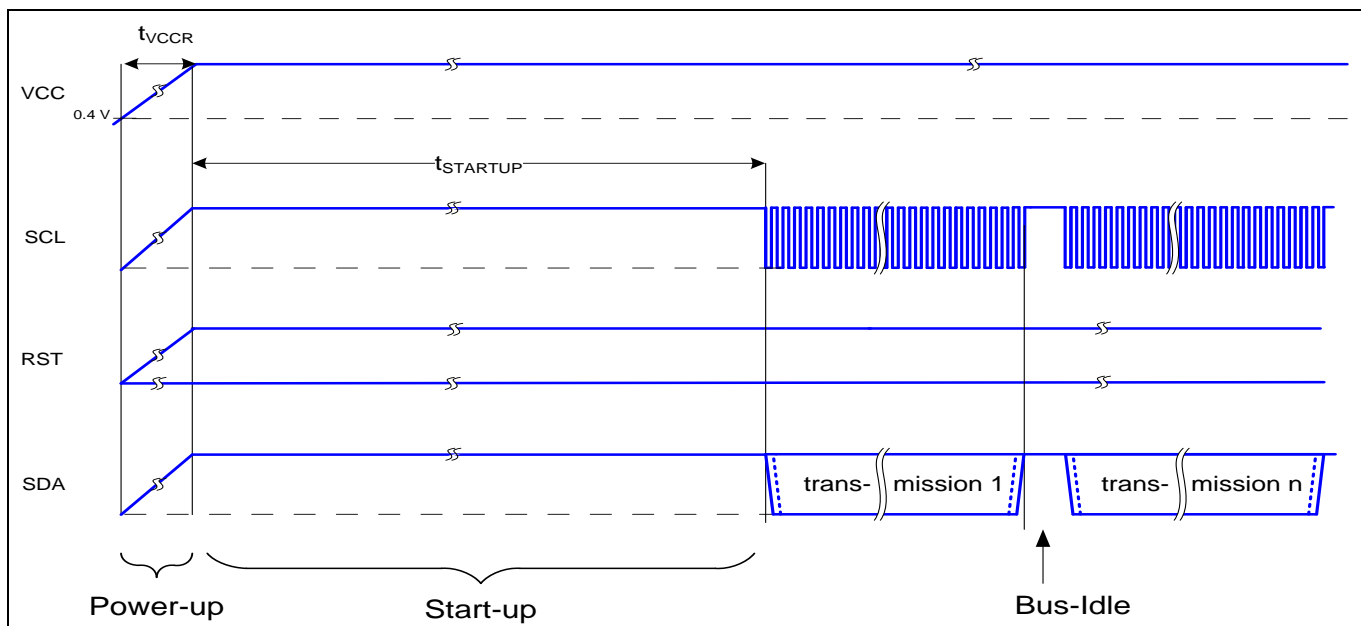 tVCCR
VCC
0.4 V
tSTARTUP
SCL
RST
SDA
trans- mission 1
trans- mission n
Power-up
Start-up
Bus-Idle